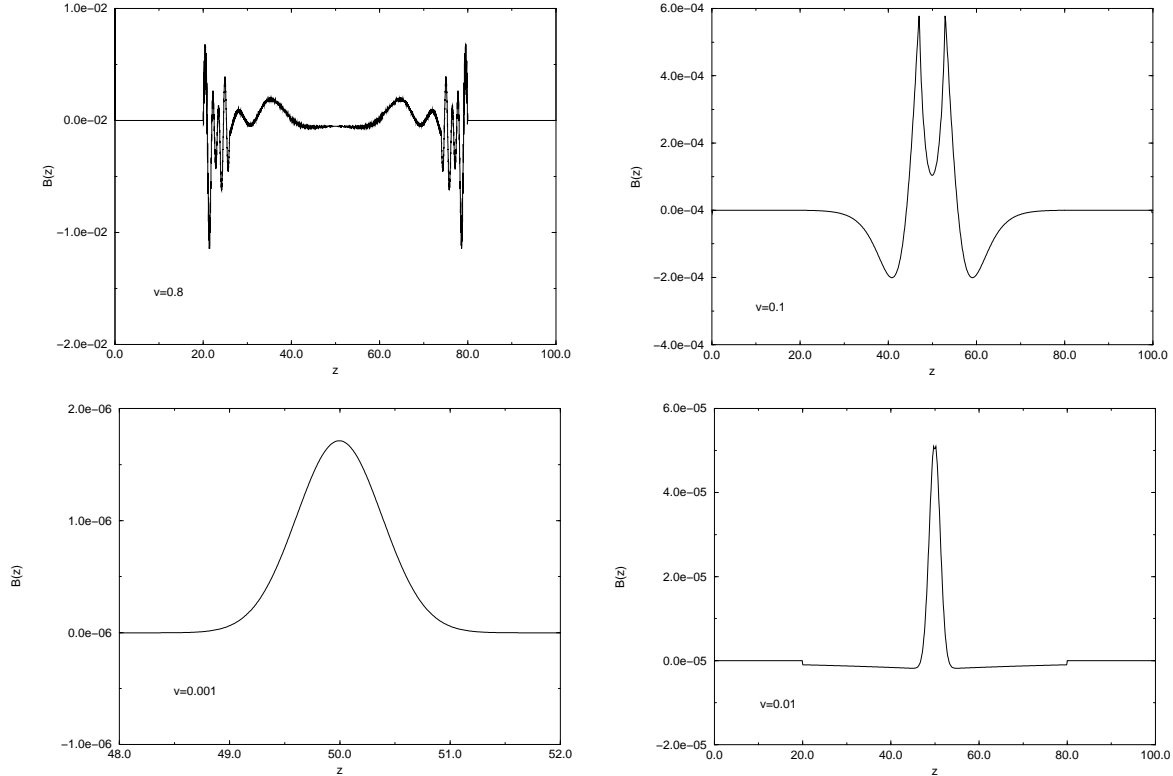 1.0e−02
0.0e−02
−1.0e−02
−2.0e−02
0.0 20.0 40.0 60.0 80.0 100.0
z
B(z)
v=0.8
6.0e−04
4.0e−04
2.0e−04
0.0e−04
−2.0e−04
−4.0e−04
0.0 20.0 40.0 60.0 80.0 100.0
z
B(z)
v=0.1
2.0e−06
1.0e−06
0.0e−06
−1.0e−06
48.0 49.0 50.0 51.0 52.0
z
B(z)
v=0.001
6.0e−05
4.0e−05
2.0e−05
0.0e−05
−2.0e−05
0.0 20.0 40.0 60.0 80.0 100.0
z
B(z)
v=0.01